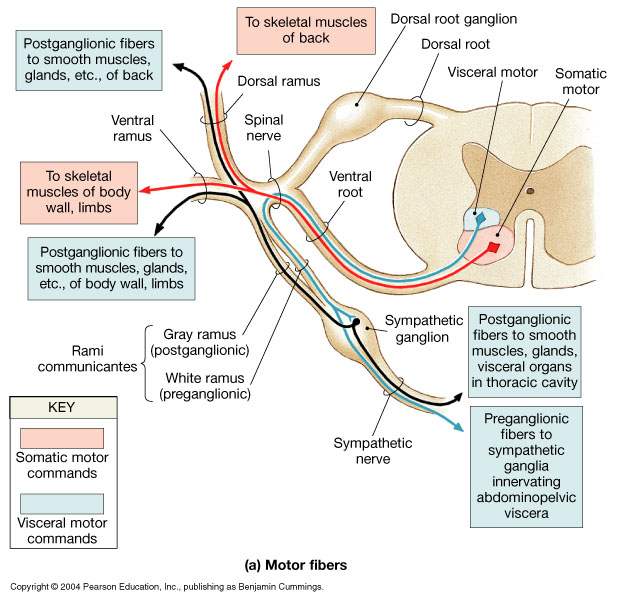 To skeletal muscles
of back
Postganglionic fibers
to smooth muscles,
glands, etc., of back
Dorsal root ganglion
Dorsal root
Visceral motor
Somatic
motor
Dorsal ramus
Ventral
ramus
Spinal
nerve
To skeletal
muscles of body
wall, limbs
Ventral
root
Postganglionic fibers to
smooth muscles, glands,
etc., of body wall, limbs
Rami
communicantes
Gray ramus
(postganglionic)
White ramus
(preganglionic)
Sympathetic
ganglion
Postganglionic
fibers to smooth
muscles, glands,
visceral organs
in thoracic cavity
Sympathetic
nerve
Preganglionic
fibers to
sympathetic
ganglia
innervating
abdominopelvic
viscera
KEY
Somatic motor
commands
Visceral motor
commands
(a) Motor fibers
Copyright © 2004 Pearson Education, Inc., publishing as Benjamin Cummings.